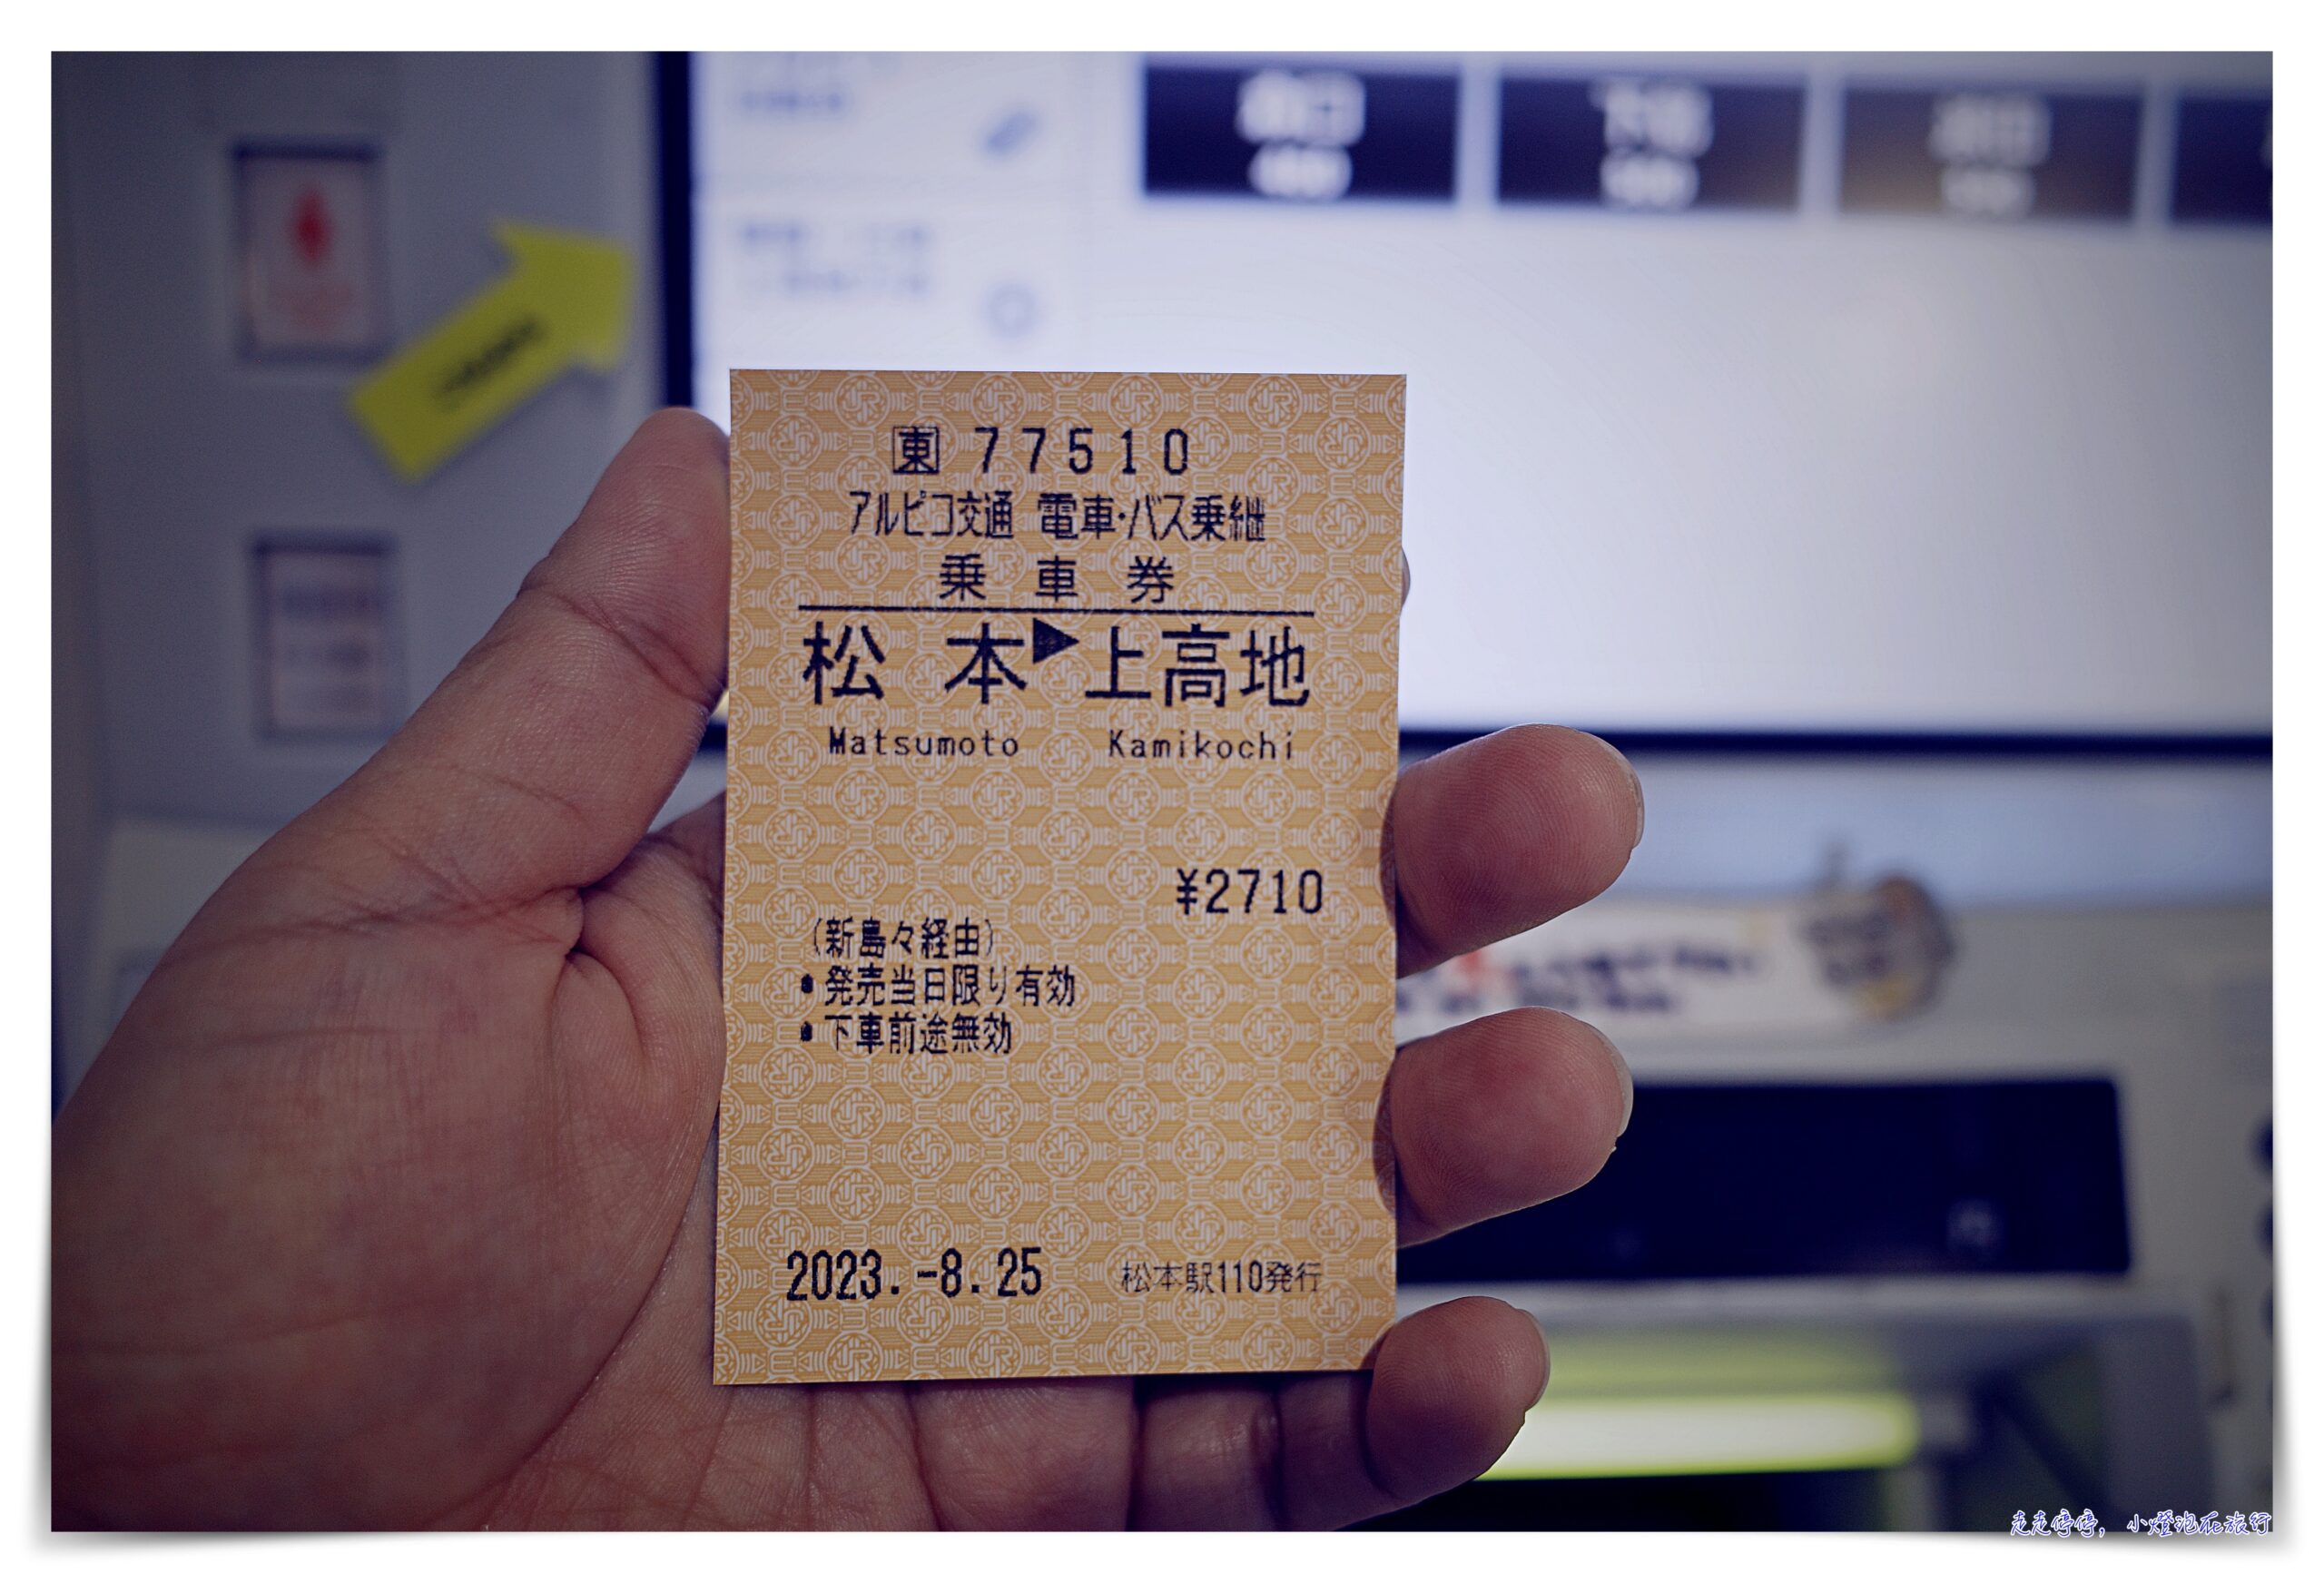 東 77510
アルピコ交通 電車・バス乗継
乗車券
松本▶上高地
Matsumoto Kamikochi
¥2710
(新島々経由)
●発売当日限り有効
●下車前途無効
2023.-8.25 松本駅110発行
走走停停，小燈泡在旅行